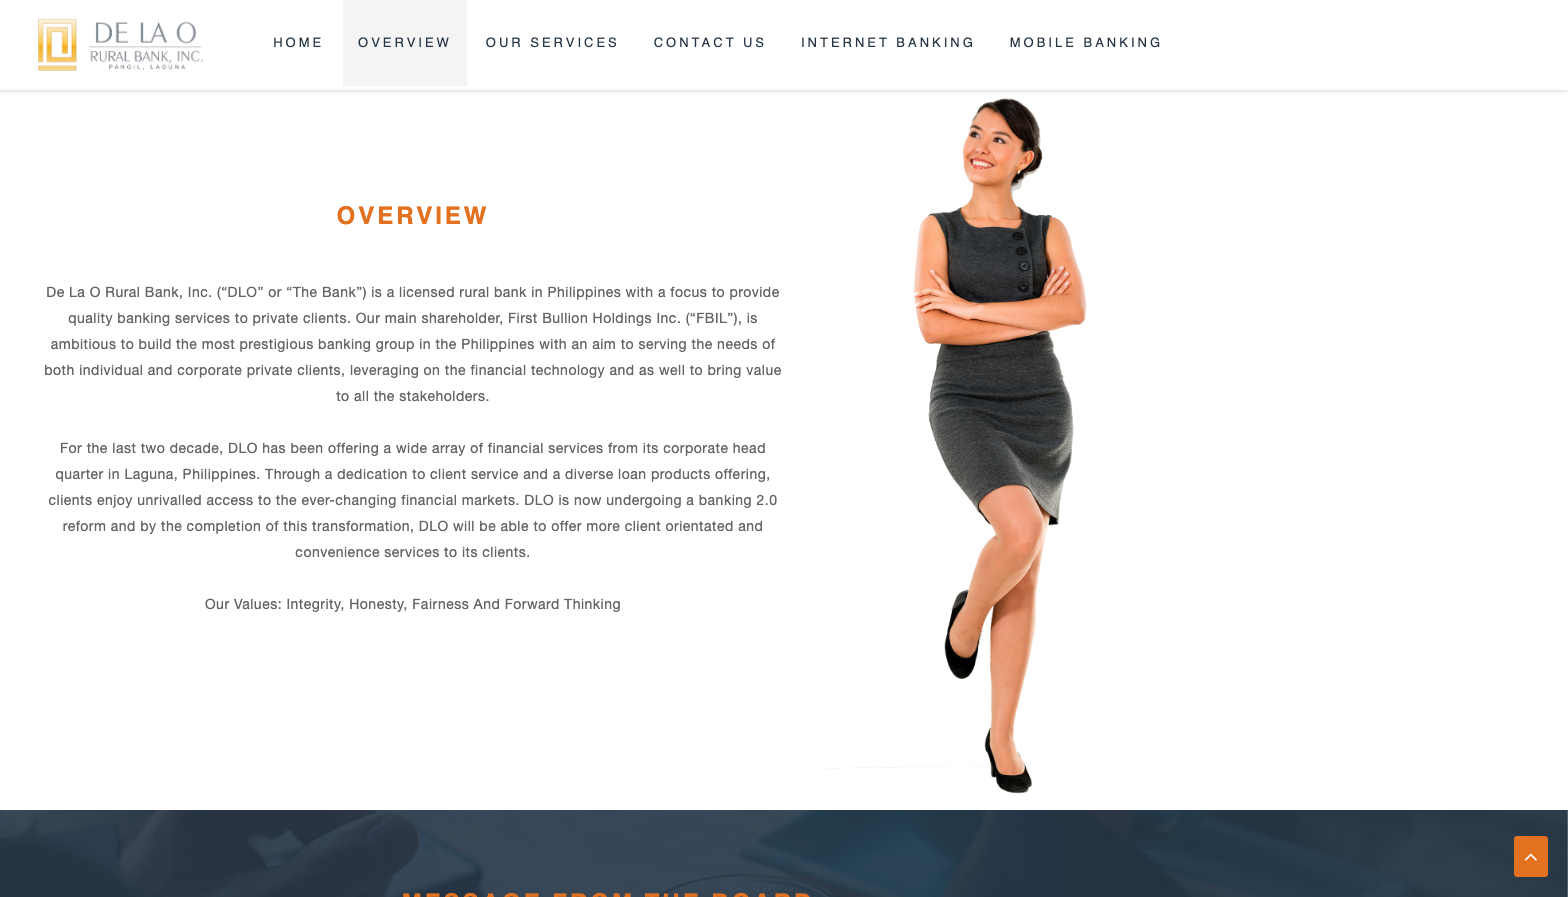 DE LA O
RURAL BANK, INC.
PANGIL, LAGUNA
HOME
OVERVIEW
OUR SERVICES
CONTACT US
INTERNET BANKING
MOBILE BANKING
OVERVIEW
De La O Rural Bank, Inc. (“DLO” or “The Bank”) is a licensed rural bank in Philippines with a focus to provide
quality banking services to private clients. Our main shareholder, First Bullion Holdings Inc. (“FBIL”), is
ambitious to build the most prestigious banking group in the Philippines with an aim to serving the needs of
both individual and corporate private clients, leveraging on the financial technology and as well to bring value
to all the stakeholders.
For the last two decade, DLO has been offering a wide array of financial services from its corporate head
quarter in Laguna, Philippines. Through a dedication to client service and a diverse loan products offering,
clients enjoy unrivalled access to the ever-changing financial markets. DLO is now undergoing a banking 2.0
reform and by the completion of this transformation, DLO will be able to offer more client orientated and
convenience services to its clients.
Our Values: Integrity, Honesty, Fairness And Forward Thinking
MESSAGE FROM THE BOARD